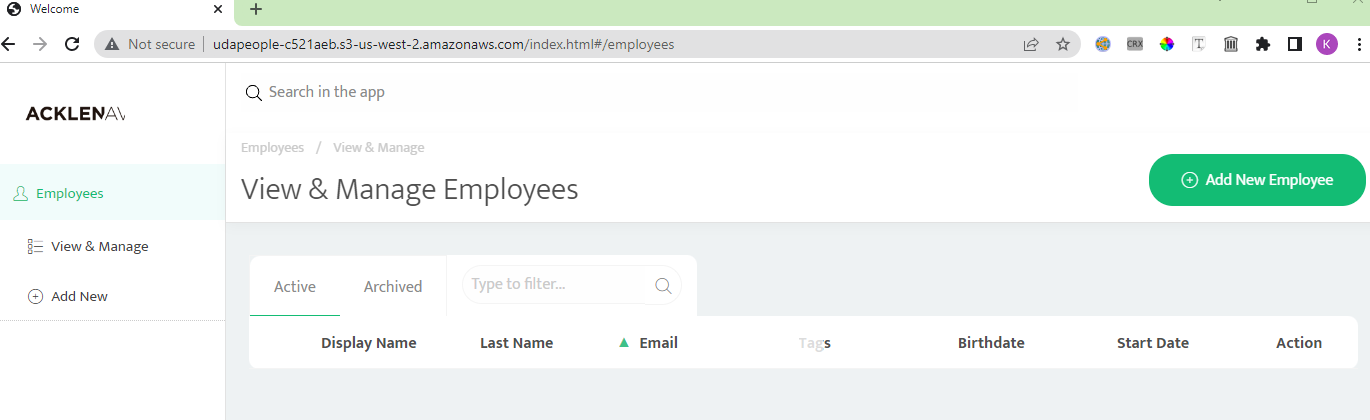 Welcome
Not secure
udapeople-c521aeb.s3-us-west-2.amazonaws.com/index.html#/employees
CRX
T
K
ACKLENAV
Search in the app
Employees / View & Manage
View & Manage Employees
Add New Employee
Employees
View & Manage
Add New
Active Archived Type to filter...
Display Name Last Name Email Tags Birthdate Start Date Action